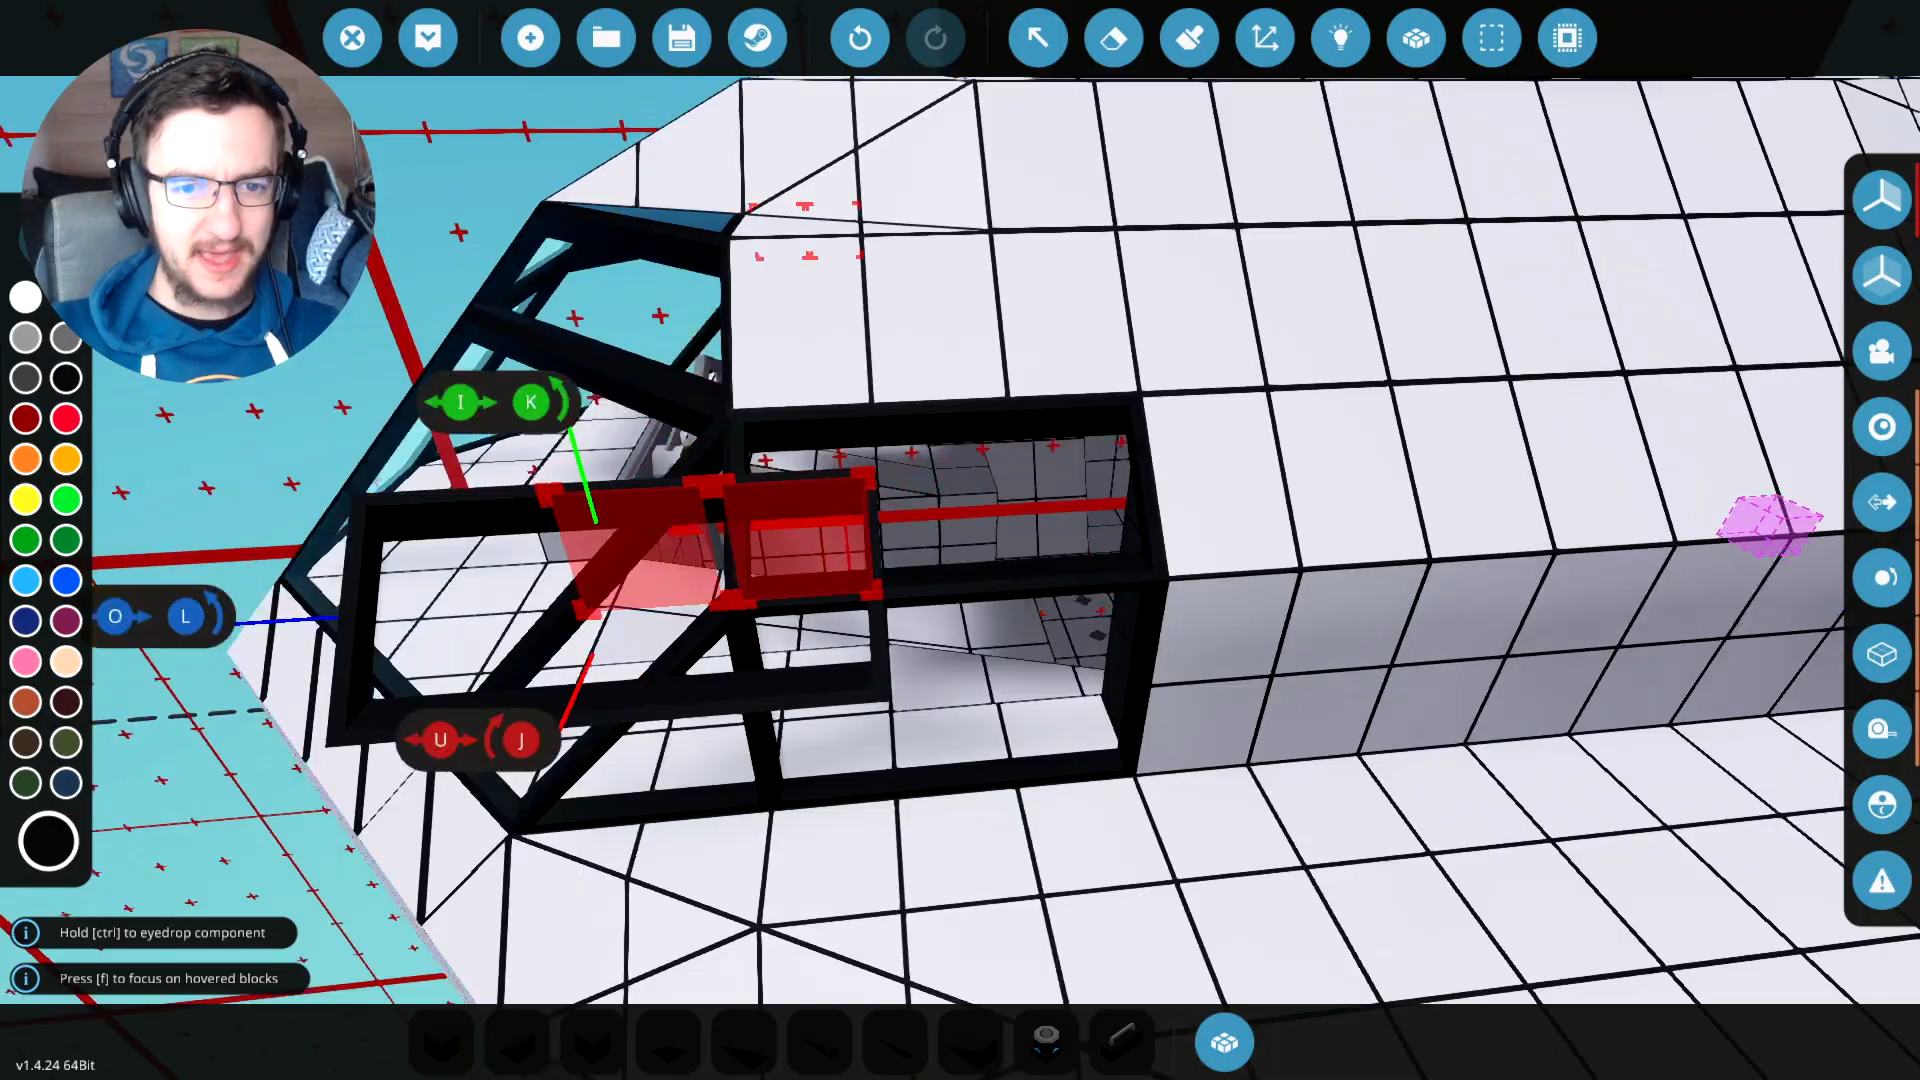 I K
O L
U J
Hold [ctrl] to eyedrop component
Press [f] to focus on hovered blocks
v1.4.24 64Bit